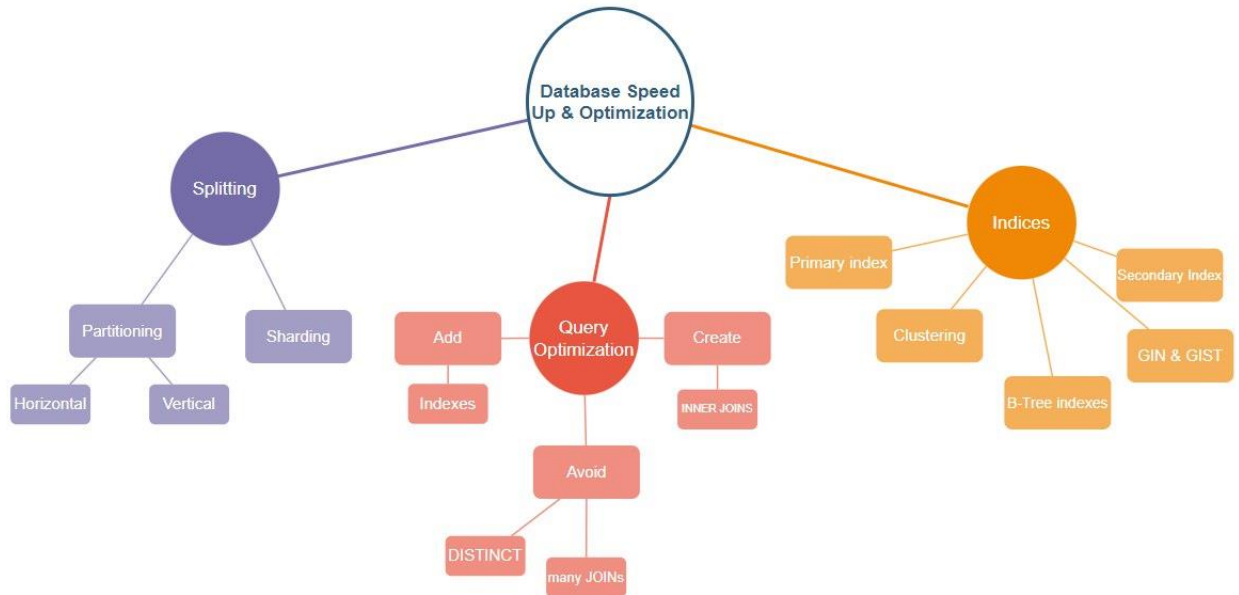 Database Speed
Up & Optimization
Splitting
Partitioning
Sharding
Horizontal
Vertical
Query
Optimization
Add
Indexes
Create
INNER JOINS
Avoid
DISTINCT
many JOINs
Indices
Primary index
Clustering
B-Tree indexes
GIN & GIST
Secondary Index